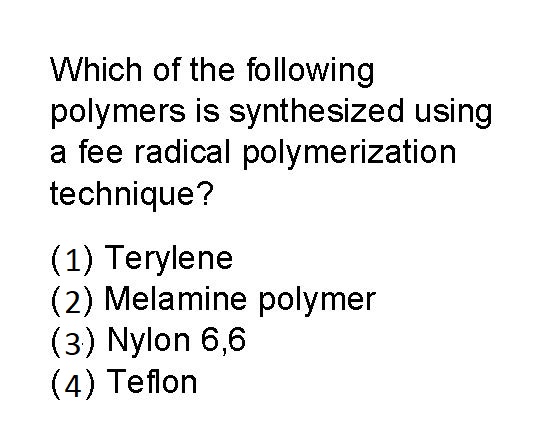 Which of the following
polymers is synthesized using
a fee radical polymerization
technique?
(1) Terylene
(2) Melamine polymer
(3) Nylon 6,6
(4) Teflon